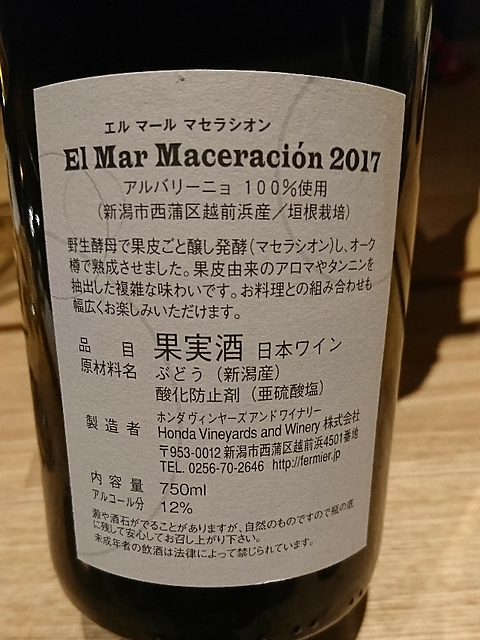 エル マール マセラシオン
El Mar Maceración 2017
アルバリーニョ 100%使用
(新潟市西蒲区越前浜産/垣根栽培)
野生酵母で果皮ごと醸し発酵(マセラシオン)し、オーク
樽で熟成させました。果皮由来のアロマやタンニンを
抽出した複雑な味わいです。お料理との組み合わせも
幅広くお楽しみいただけます。
品目 果実酒 日本ワイン
原材料名 ぶどう(新潟産)
酸化防止剤(亜硫酸塩)
製造者 ホンダ ヴィンヤーズ アンド ワイナリー
Honda Vineyards and Winery 株式会社
〒953-0012 新潟市西蒲区越前浜4501番地
TEL. 0256-70-2646 http://fermier.jp
内容量 750ml
アルコール分 12%
澱や酒石がでることがありますが、自然のものですので瓶の底
に残して安心してお召し上がり下さい。
未成年者の飲酒は法律によって禁じられています。